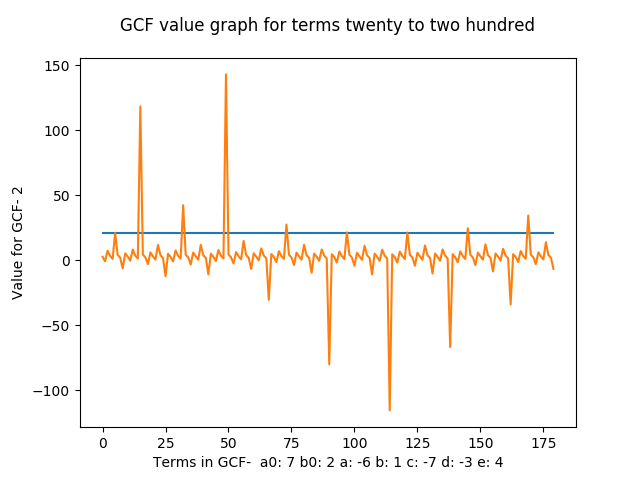 GCF value graph for terms twenty to two hundred
150
100
50
0
−50
−100
Value for GCF- 2
0 25 50 75 100 125 150 175
Terms in GCF-  a0: 7 b0: 2 a: -6 b: 1 c: -7 d: -3 e: 4